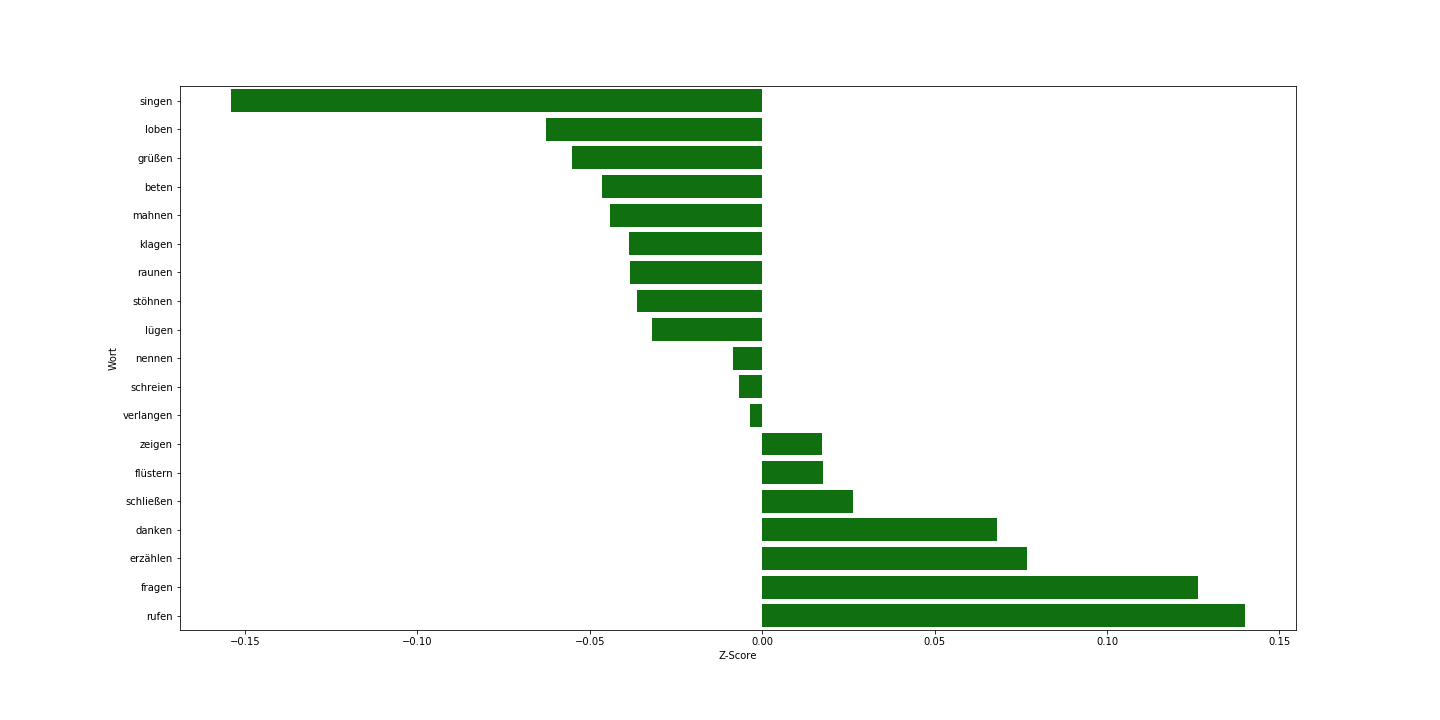 singen
loben
grüßen
beten
mahnen
klagen
raunen
stöhnen
lügen
nennen
schreien
verlangen
zeigen
flüstern
schließen
danken
erzählen
fragen
rufen
Wort
−0.15 −0.10 −0.05 0.00 0.05 0.10 0.15
Z-Score